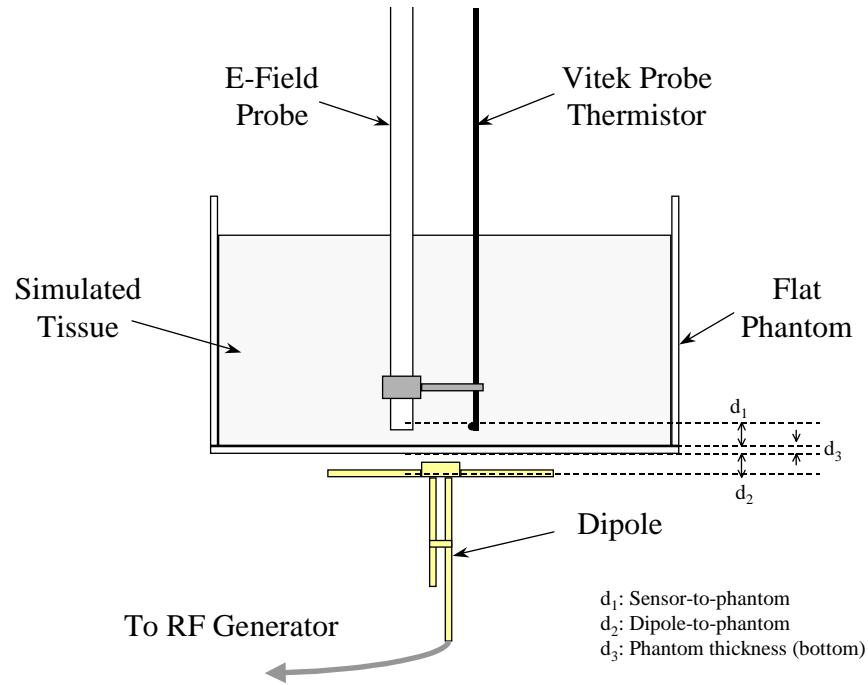 E-Field
Probe
Vitek Probe
Thermistor
Simulated
Tissue
Flat
Phantom
d₁
d₃
d₂
Dipole
d₁: Sensor-to-phantom
d₂: Dipole-to-phantom
d₃: Phantom thickness (bottom)
To RF Generator